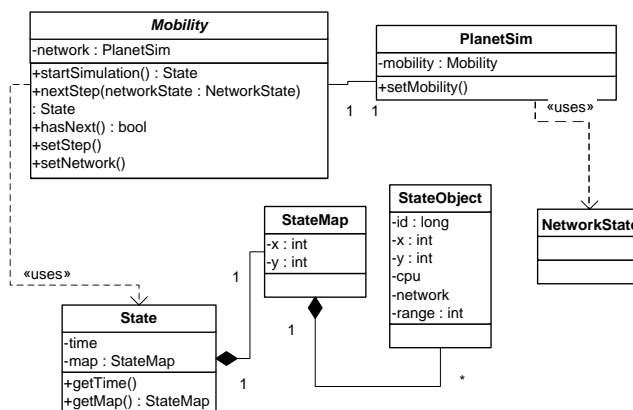 Mobility
-network : PlanetSim
+startSimulation() : State
+nextStep(networkState : NetworkState)
: State
+hasNext() : bool
+setStep()
+setNetwork()
1
1
PlanetSim
-mobility : Mobility
+setMobility()
«uses»
NetworkState
StateObject
-id : long
-x : int
-y : int
-cpu
-network
-range : int
StateMap
-x : int
-y : int
1
1
*
«uses»
State
-time
-map : StateMap
+getTime()
+getMap() : StateMap
1